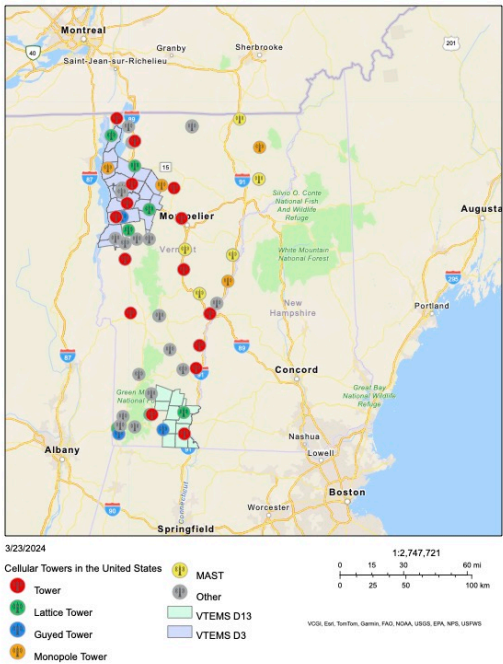 Montreal
Granby
Sherbrooke
201
40
Saint-Jean-sur-Richelieu
89
15
87
91
Silvio O. Conte
National Fish
And Wildlife
Refuge
Montpelier
Augusta
White Mountain
National Forest
Vermont
295
New
Hampshire
Portland
87
89
91
Concord
Green M
National F
Great Bay
National Wildlife
Refuge
Nashua
Albany
Lowell
91
Connecticut
Boston
90
Worcester
Springfield
3/23/2024
1:2,747,721
Cellular Towers in the United States
0 15 30 60 mi
0 25 50 100 km
Tower
Lattice Tower
Guyed Tower
Monopole Tower
MAST
Other
VTEMS D13
VTEMS D3
VCGI, Esri, TomTom, Garmin, FAO, NOAA, USGS, EPA, NPS, USFWS